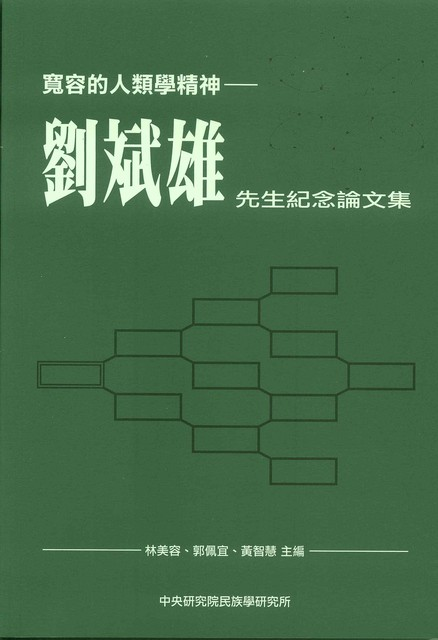 寬容的人類學精神——
劉斌雄 先生紀念論文集
林美容、郭佩宜、黃智慧 主編
中央研究院民族學研究所